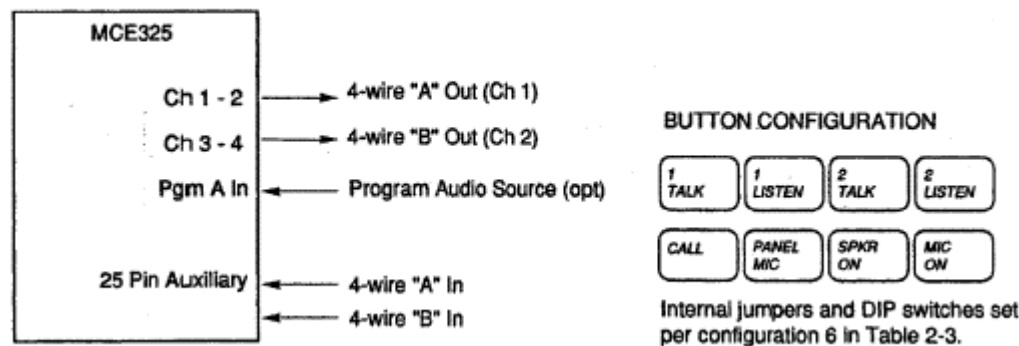 MCE325
Ch 1 - 2
4-wire "A" Out (Ch 1)
Ch 3 - 4
4-wire "B" Out (Ch 2)
Pgm A In
Program Audio Source (opt)
25 Pin Auxiliary
4-wire "A" In
4-wire "B" In
BUTTON CONFIGURATION
1 TALK
1 LISTEN
2 TALK
2 LISTEN
CALL
PANEL MIC
SPKR ON
MIC ON
Internal jumpers and DIP switches set
per configuration 6 in Table 2-3.